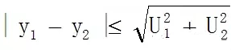 | y₁ − y₂ |≤ √(U₁² + U₂²)